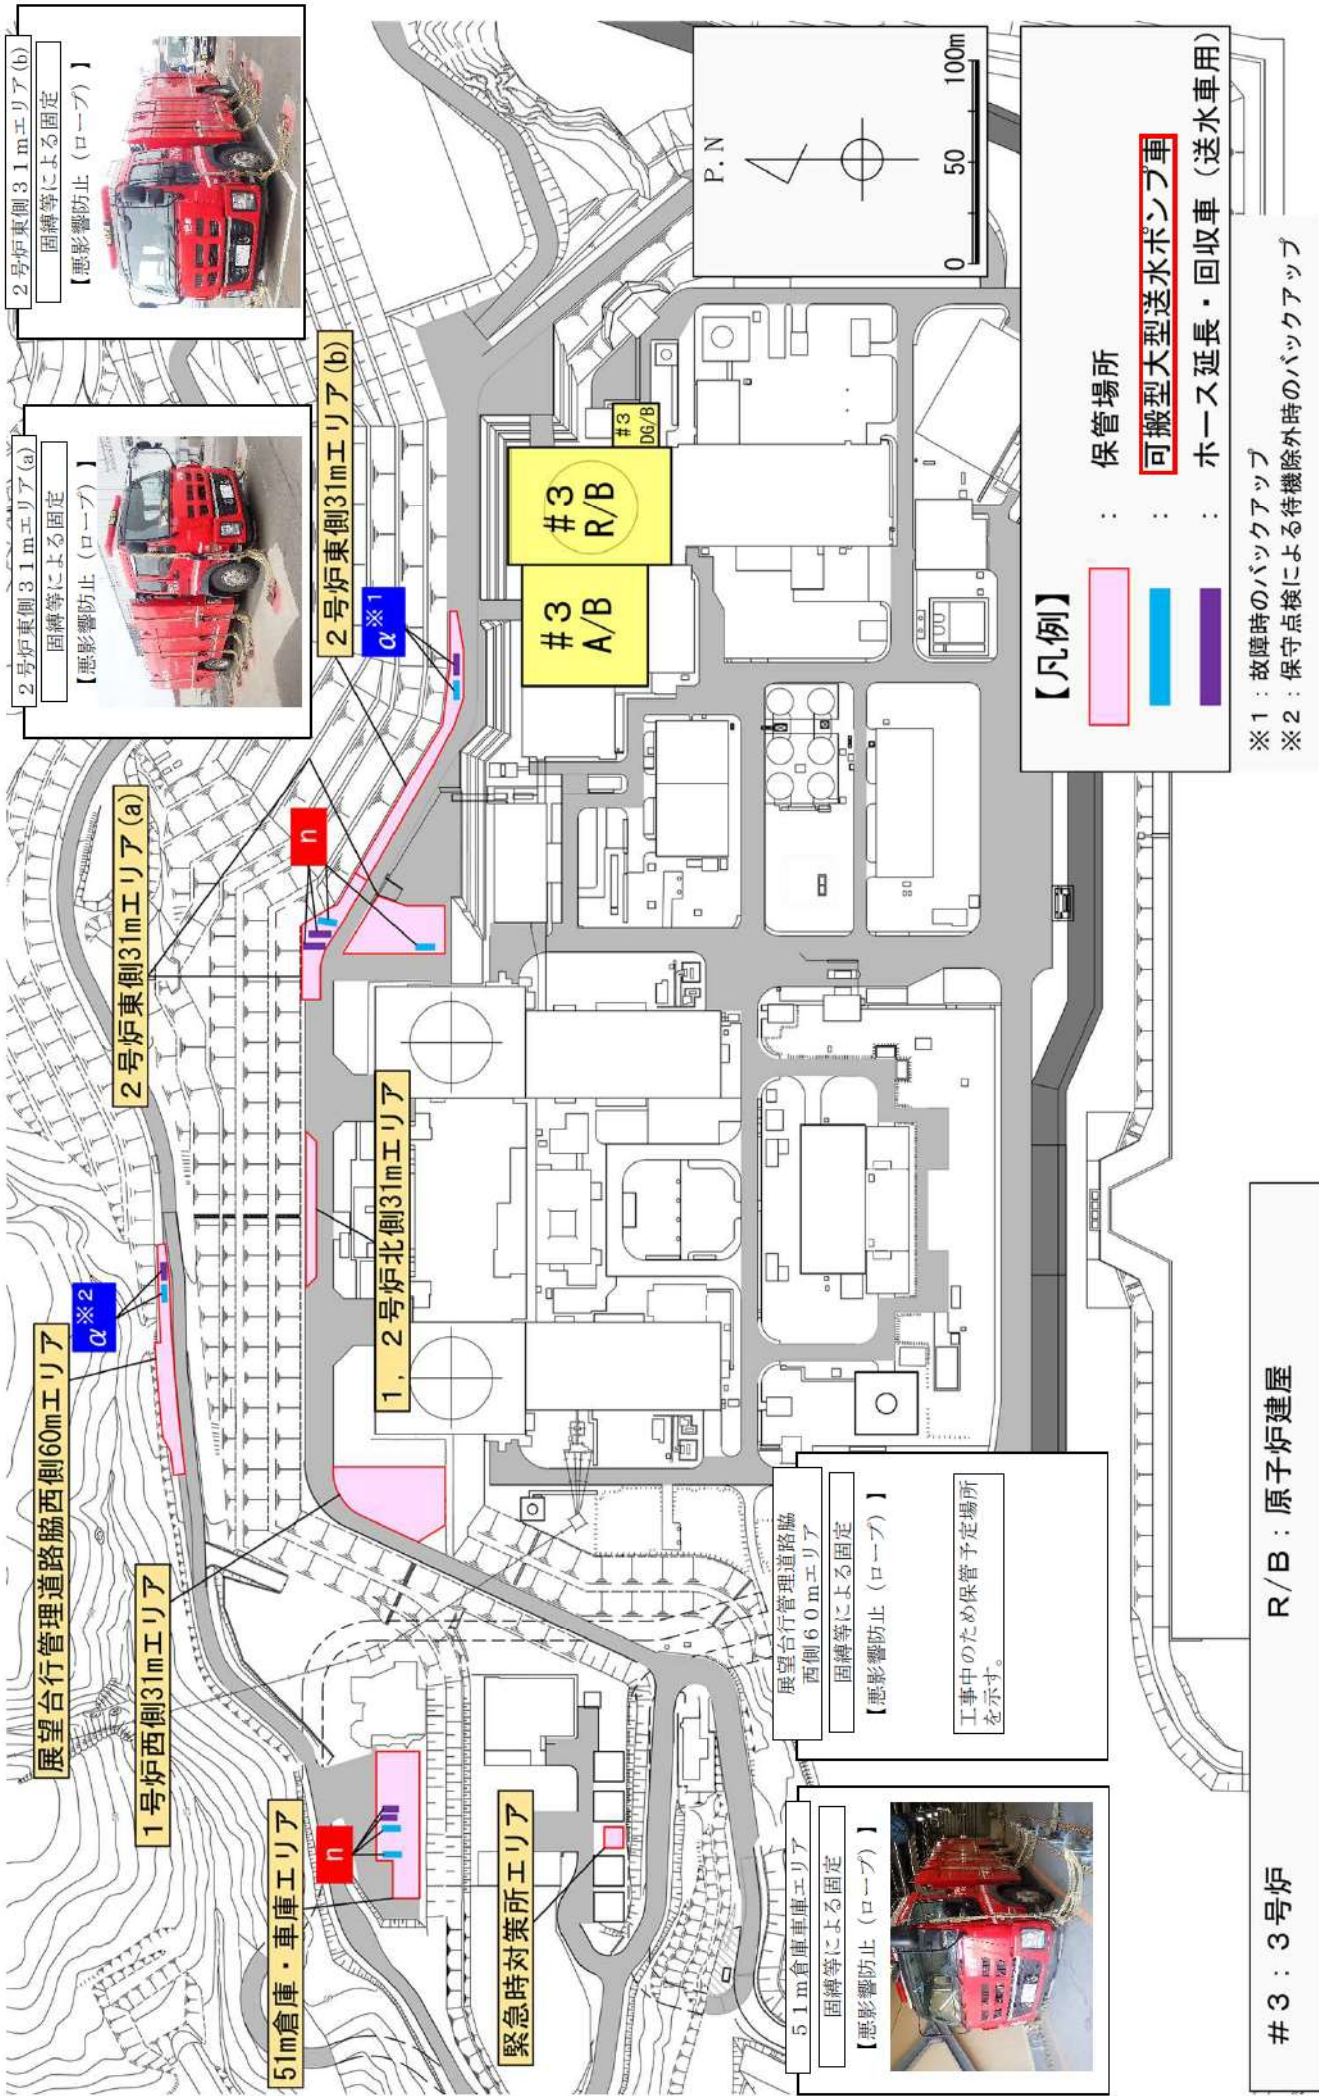 51m倉庫・車庫エリア
n
緊急時対策所エリア
1号炉西側31mエリア
展望台行管理道路脇西側60mエリア
α※2
1，2号炉北側31mエリア
2号炉東側31mエリア(a)
n
2号炉東側31mエリア(b)
α※1
#3
A/B
#3
R/B
#3
DG/B
2号炉東側31mエリア(a)
固縛等による固定
【悪影響防止（ロープ）】
2号炉東側31mエリア(b)
固縛等による固定
【悪影響防止（ロープ）】
P.N
0 50 100m
51m倉庫車庫エリア
固縛等による固定
【悪影響防止（ロープ）】
展望台行管理道路脇
西側60mエリア
固縛等による固定
【悪影響防止（ロープ）】
工事中のため保管予定場所
を示す。
【凡例】
：保管場所
：可搬型大型送水ポンプ車
：ホース延長・回収車（送水車用）
※1：故障時のバックアップ
※2：保守点検による待機除外時のバックアップ
#3：3号炉 R/B：原子炉建屋